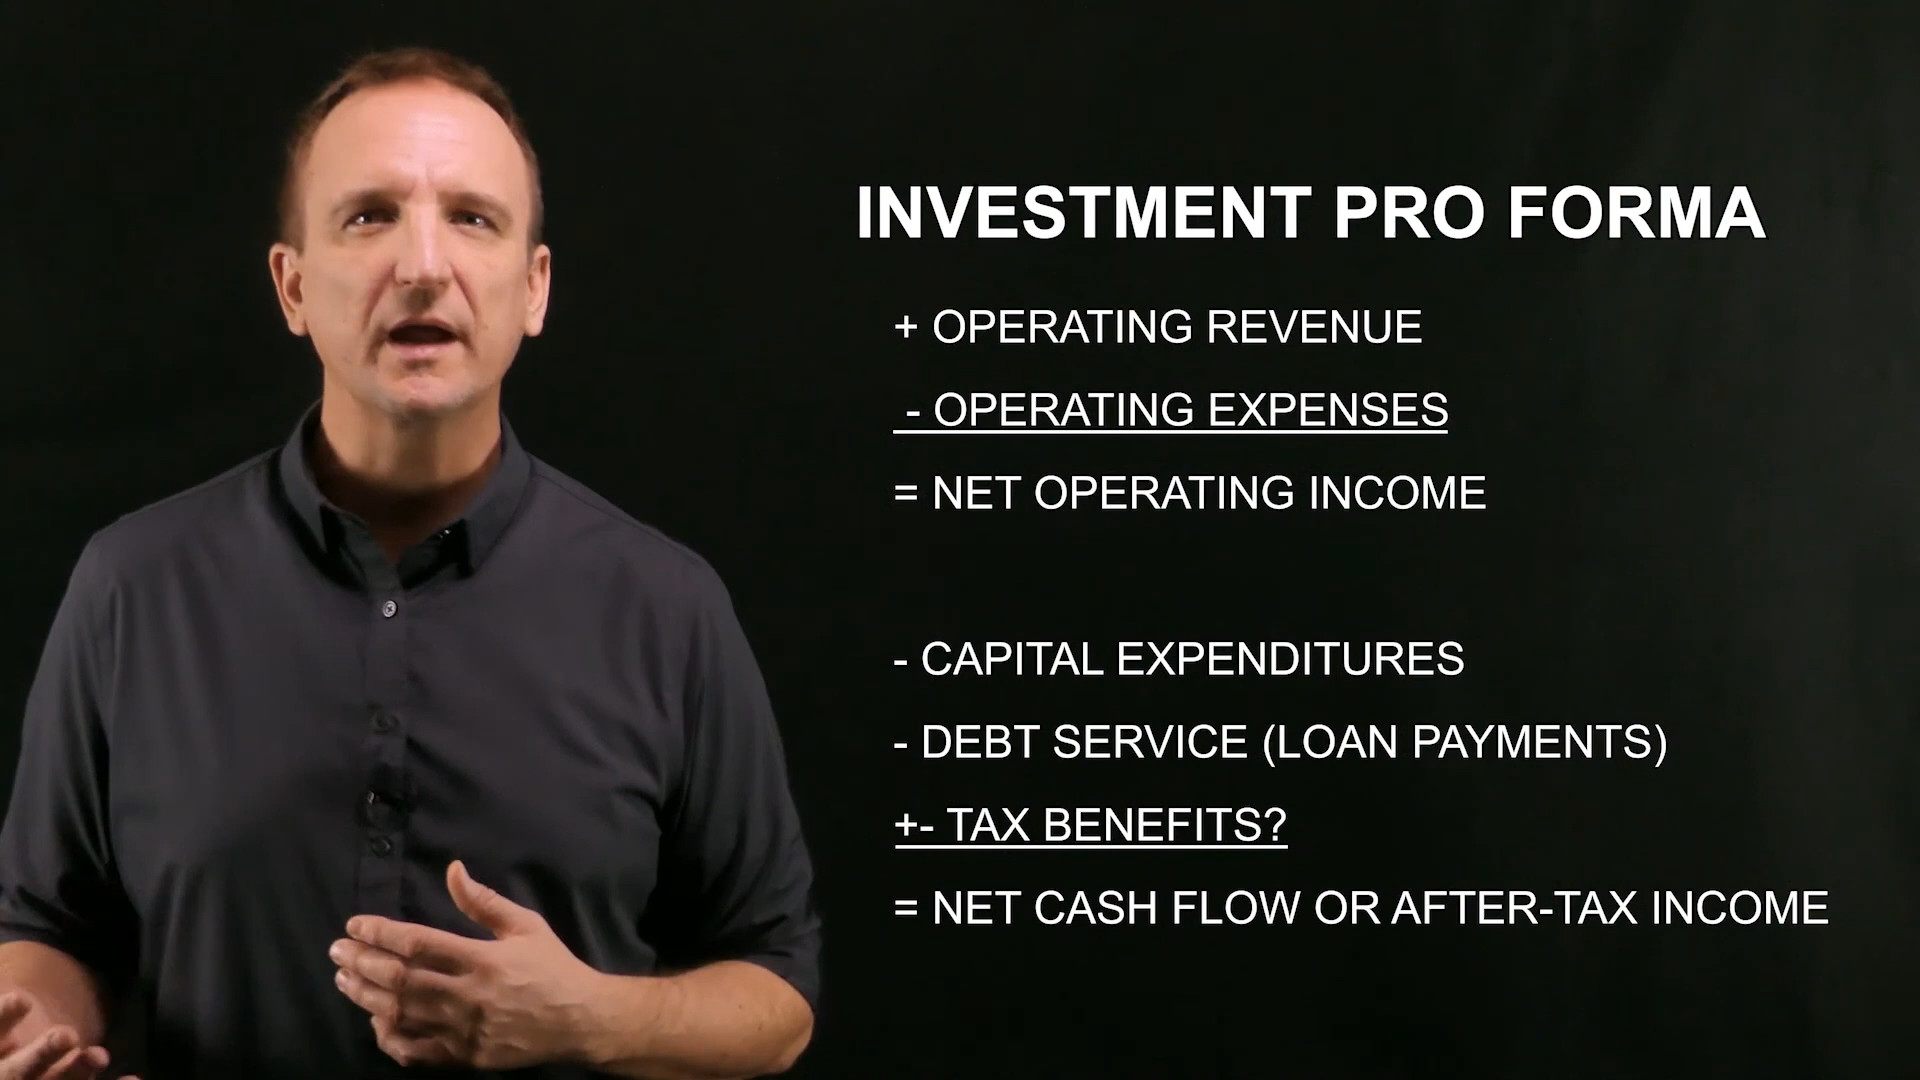 INVESTMENT PRO FORMA
+ OPERATING REVENUE
- OPERATING EXPENSES
= NET OPERATING INCOME
- CAPITAL EXPENDITURES
- DEBT SERVICE (LOAN PAYMENTS)
+- TAX BENEFITS?
= NET CASH FLOW OR AFTER-TAX INCOME